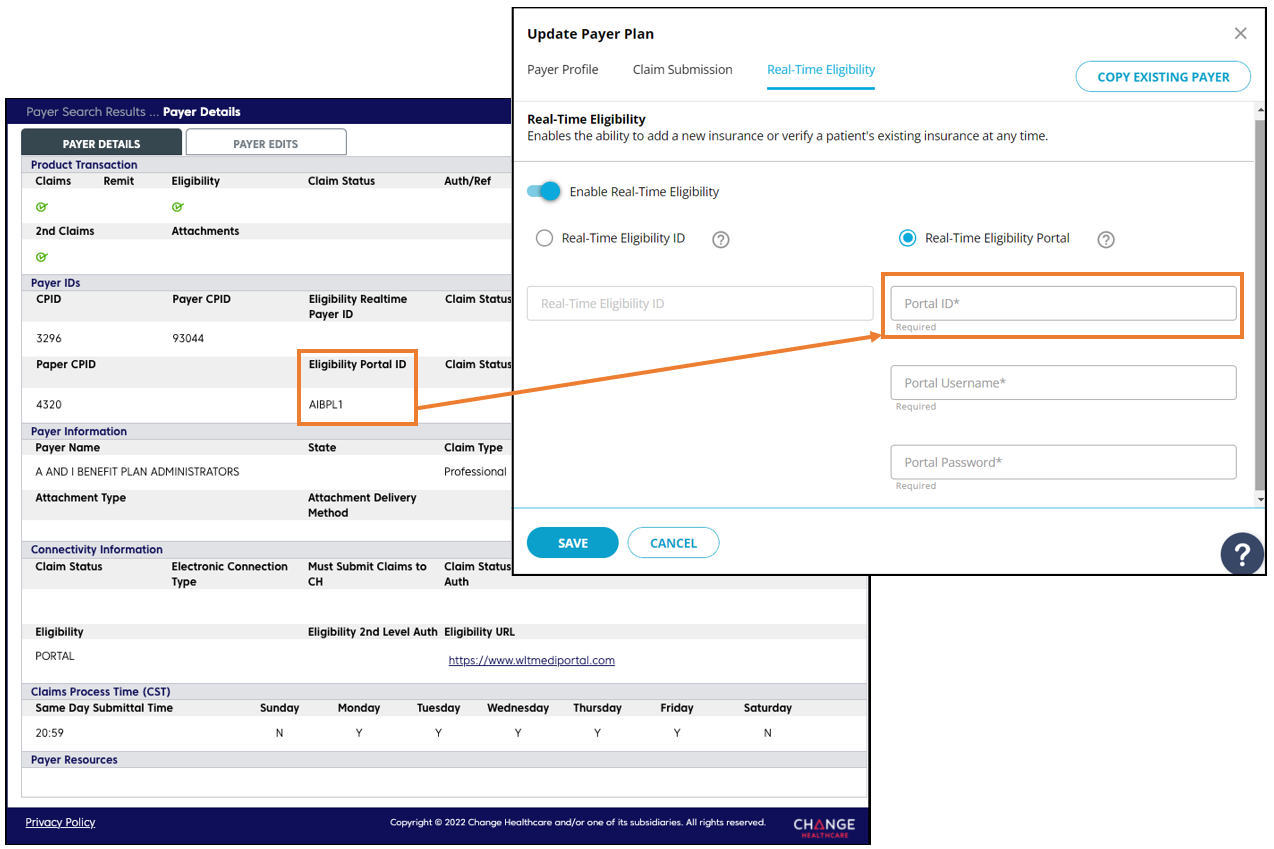 Update Payer Plan
Payer Profile Claim Submission Real-Time Eligibility
COPY EXISTING PAYER
Real-Time Eligibility
Enables the ability to add a new insurance or verify a patient's existing insurance at any time.
Enable Real-Time Eligibility
Real-Time Eligibility ID ? Real-Time Eligibility Portal ?
Real-Time Eligibility ID Portal ID*
Required
Portal Username*
Required
Portal Password*
Required
SAVE CANCEL
?
Payer Search Results ... Payer Details
PAYER DETAILS PAYER EDITS
Product Transaction
Claims Remit Eligibility Claim Status Auth/Ref
2nd Claims Attachments
Payer IDs
CPID Payer CPID Eligibility Realtime Claim Status
Payer ID
3296 93044
Paper CPID Eligibility Portal ID Claim Status
4320 AIBPL1
Payer Information
Payer Name State Claim Type
A AND I BENEFIT PLAN ADMINISTRATORS Professional
Attachment Type Attachment Delivery
Method
Connectivity Information
Claim Status Electronic Connection Must Submit Claims to Claim Status
Type CH Auth
Eligibility Eligibility 2nd Level Auth Eligibility URL
PORTAL https://www.wltmediportal.com
Claims Process Time (CST)
Same Day Submittal Time Sunday Monday Tuesday Wednesday Thursday Friday Saturday
20:59 N Y Y Y Y Y N
Payer Resources
Privacy Policy Copyright © 2022 Change Healthcare and/or one of its subsidiaries. All rights reserved. CHANGE
HEALTHCARE